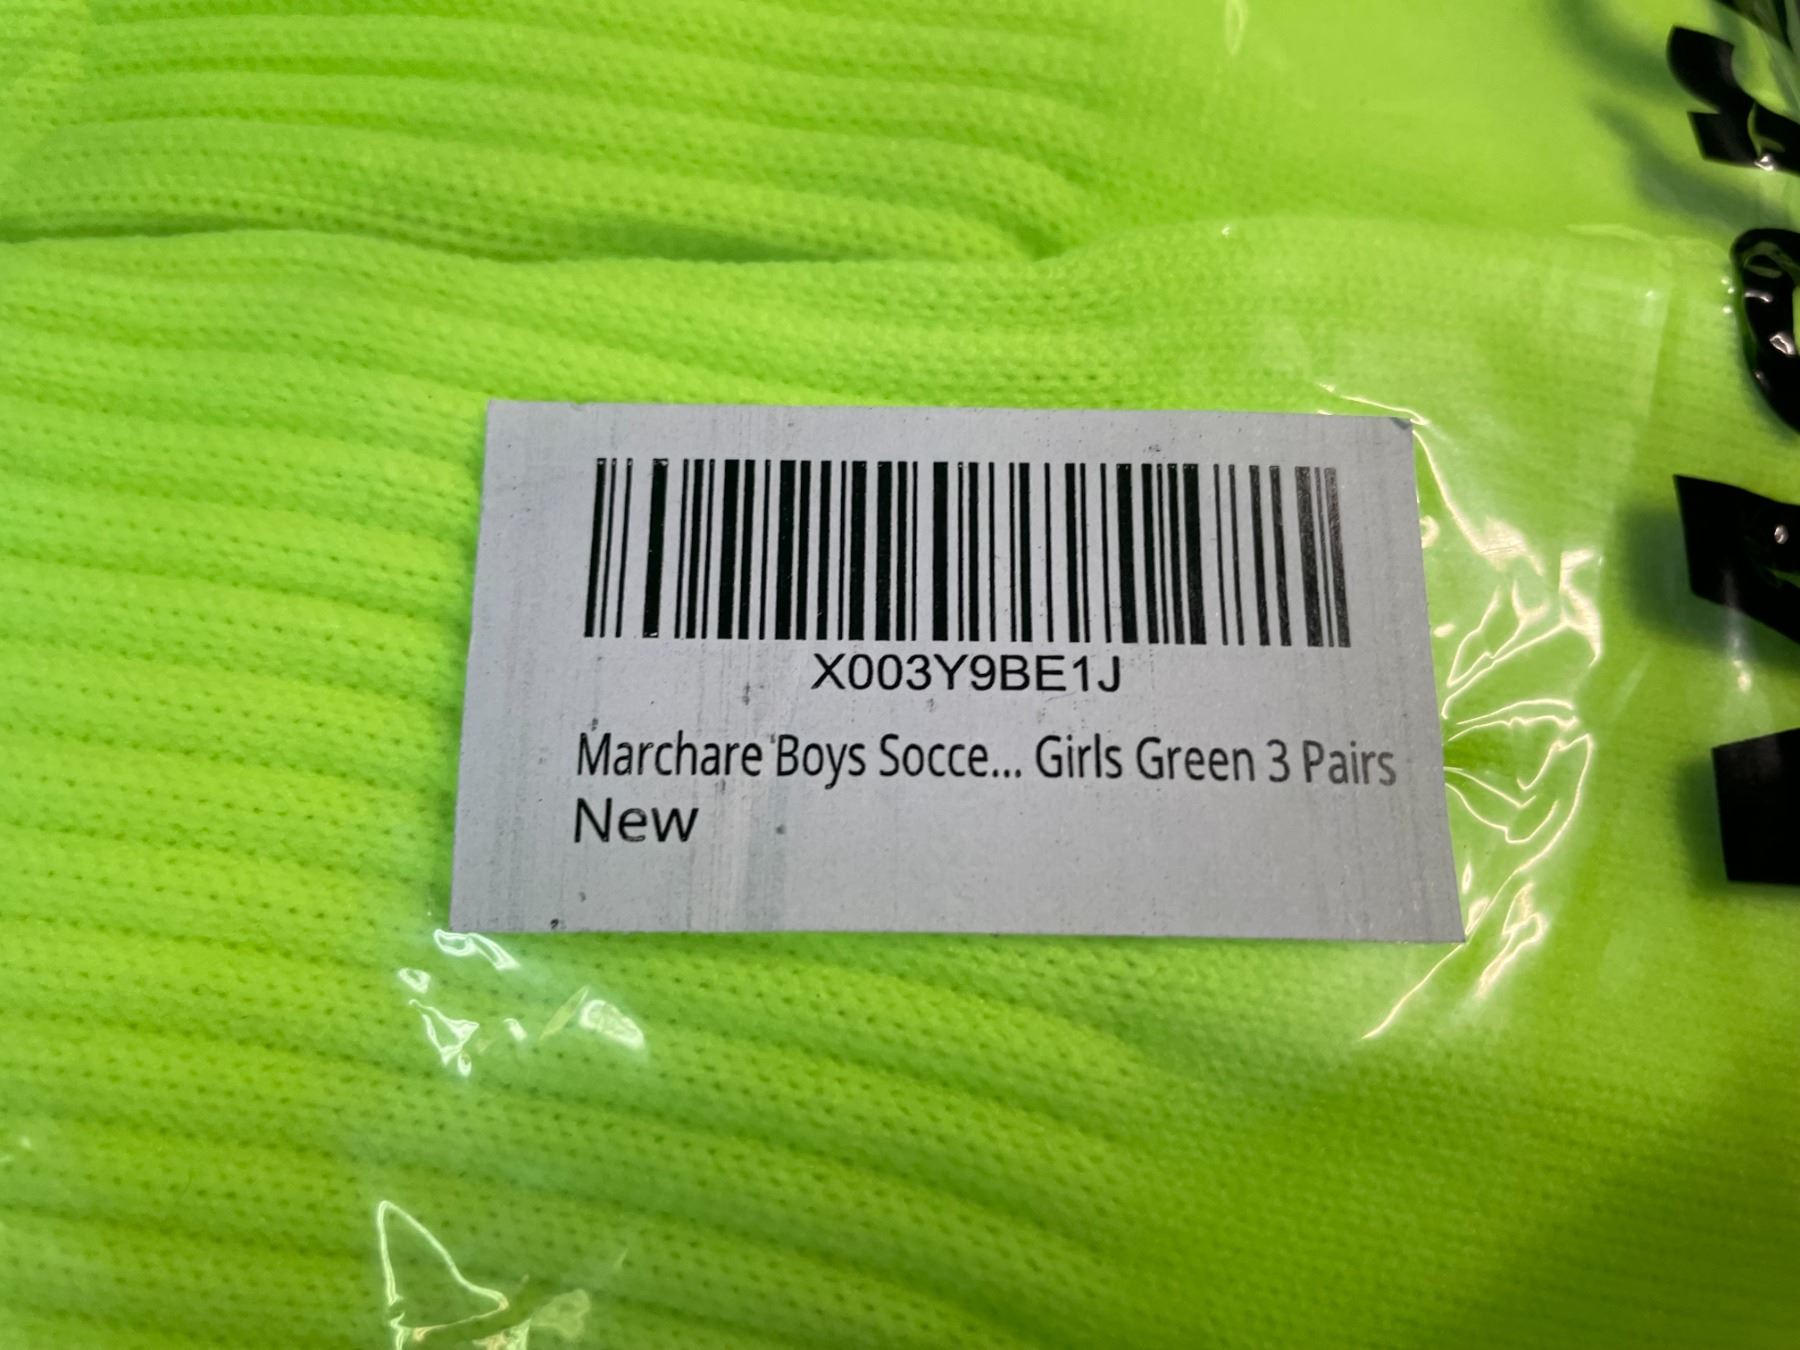 X003Y9BE1J
Marchare Boys Socce... Girls Green 3 Pairs
New